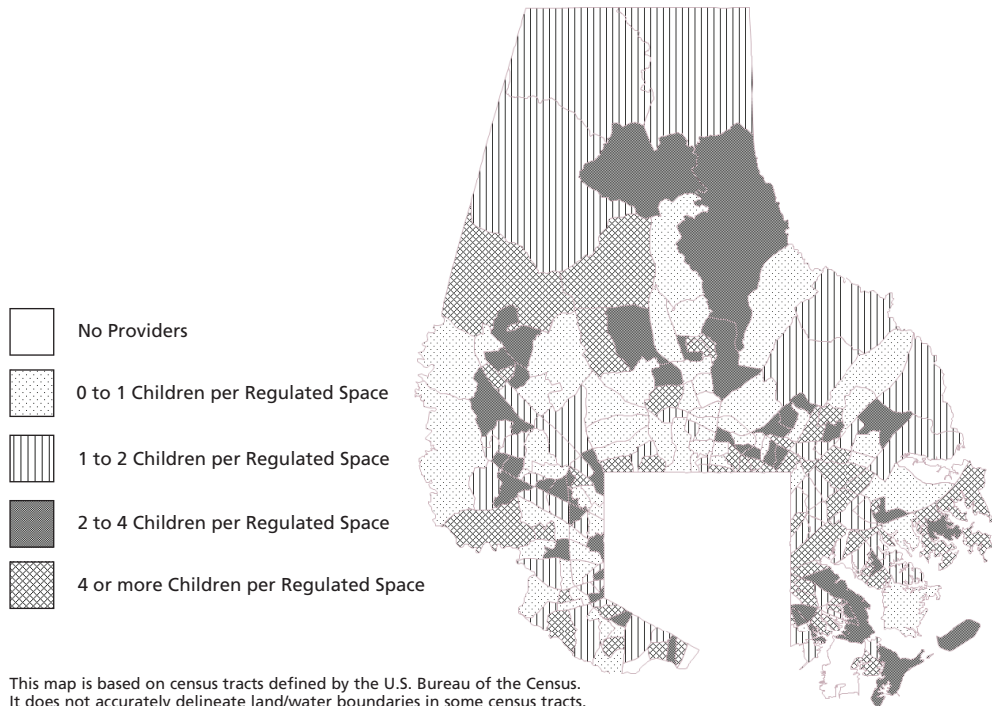 No Providers
0 to 1 Children per Regulated Space
1 to 2 Children per Regulated Space
2 to 4 Children per Regulated Space
4 or more Children per Regulated Space
This map is based on census tracts defined by the U.S. Bureau of the Census.
It does not accurately delineate land/water boundaries in some census tracts.